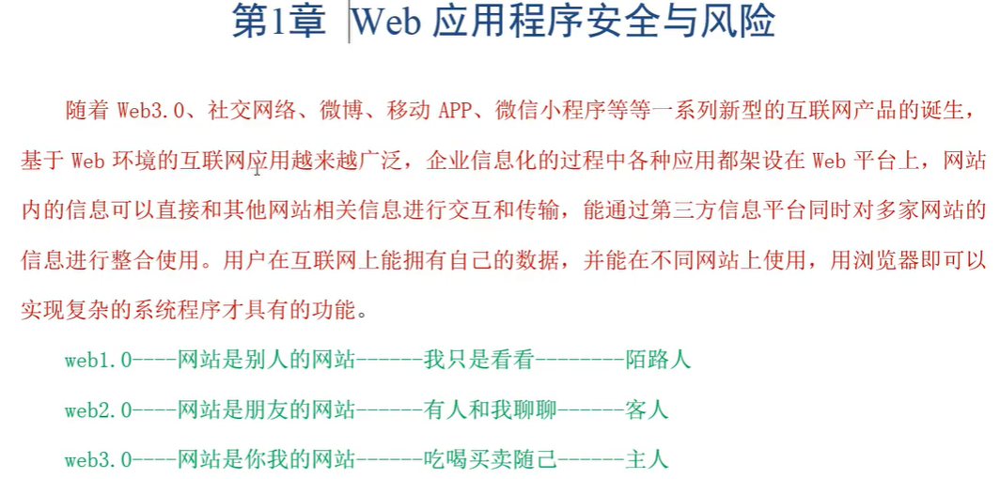 第1章 Web 应用程序安全与风险
随着 Web3.0、社交网络、微博、移动 APP、微信小程序等等一系列新型的互联网产品的诞生，
基于 Web 环境的互联网应用越来越广泛，企业信息化的过程中各种应用都架设在 Web 平台上，网站
内的信息可以直接和其他网站相关信息进行交互和传输，能通过第三方信息平台同时对多家网站的
信息进行整合使用。用户在互联网上能拥有自己的数据，并能在不同网站上使用，用浏览器即可以
实现复杂的系统程序才具有的功能。
web1.0----网站是别人的网站------我只是看看--------陌路人
web2.0----网站是朋友的网站------有人和我聊聊------客人
web3.0----网站是你我的网站------吃喝买卖随己------主人